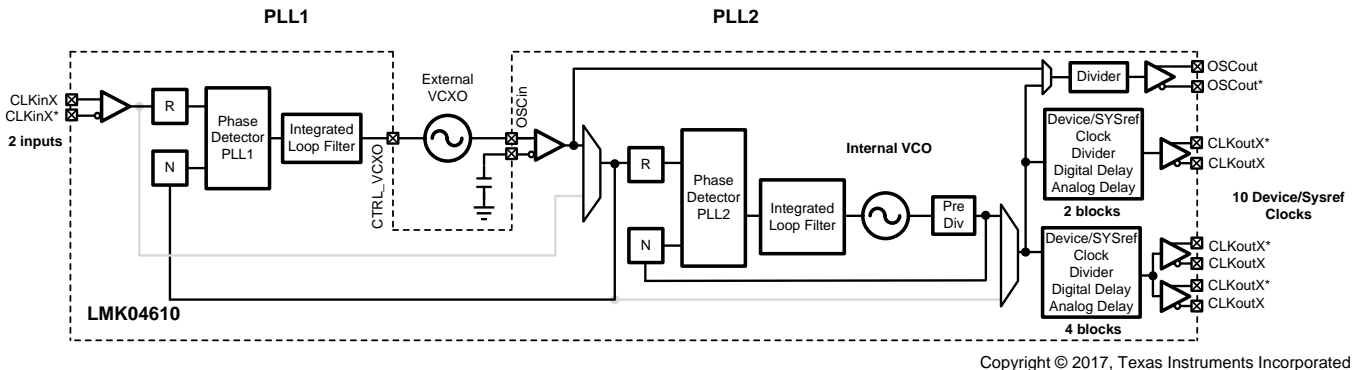 PLL1
PLL2
CLKinX
CLKinX*
2 inputs
R
N
Phase
Detector
PLL1
Integrated
Loop Filter
CTRL_VCXO
External
VCXO
OSCin
R
N
Phase
Detector
PLL2
Integrated
Loop Filter
Internal VCO
Pre
Div
Divider
OSCout
OSCout*
Device/SYSref
Clock
Divider
Digital Delay
Analog Delay
2 blocks
CLKoutX*
CLKoutX
10 Device/Sysref
Clocks
Device/SYSref
Clock
Divider
Digital Delay
Analog Delay
4 blocks
CLKoutX*
CLKoutX
CLKoutX*
CLKoutX
LMK04610
Copyright © 2017, Texas Instruments Incorporated